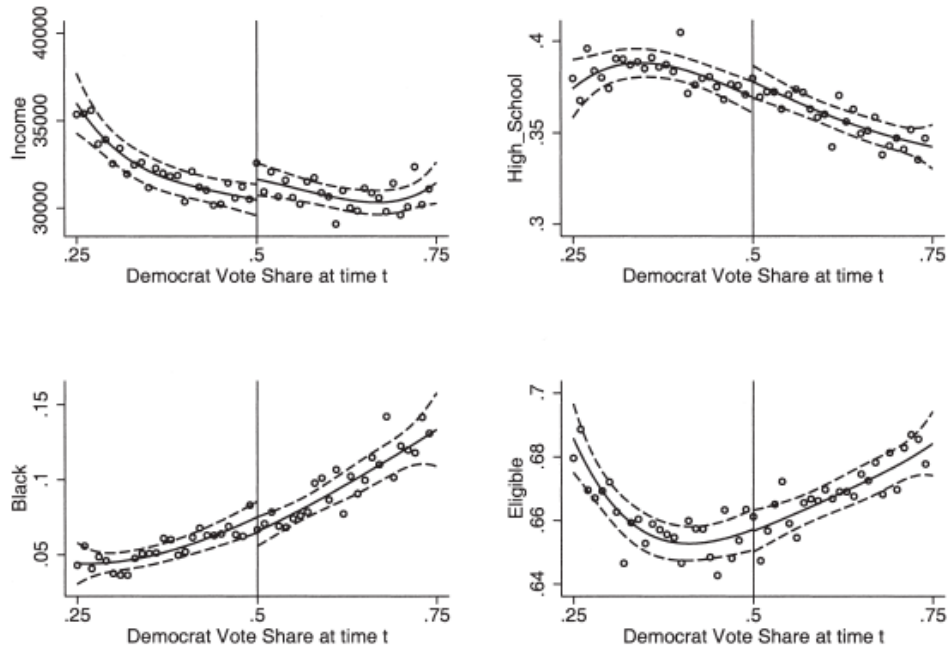 Income
40000
35000
30000
.25 .5 .75
Democrat Vote Share at time t
High_School
.4
.35
.3
.25 .5 .75
Democrat Vote Share at time t
Black
.15
.1
.05
.25 .5 .75
Democrat Vote Share at time t
Eligible
.7
.68
.66
.64
.25 .5 .75
Democrat Vote Share at time t